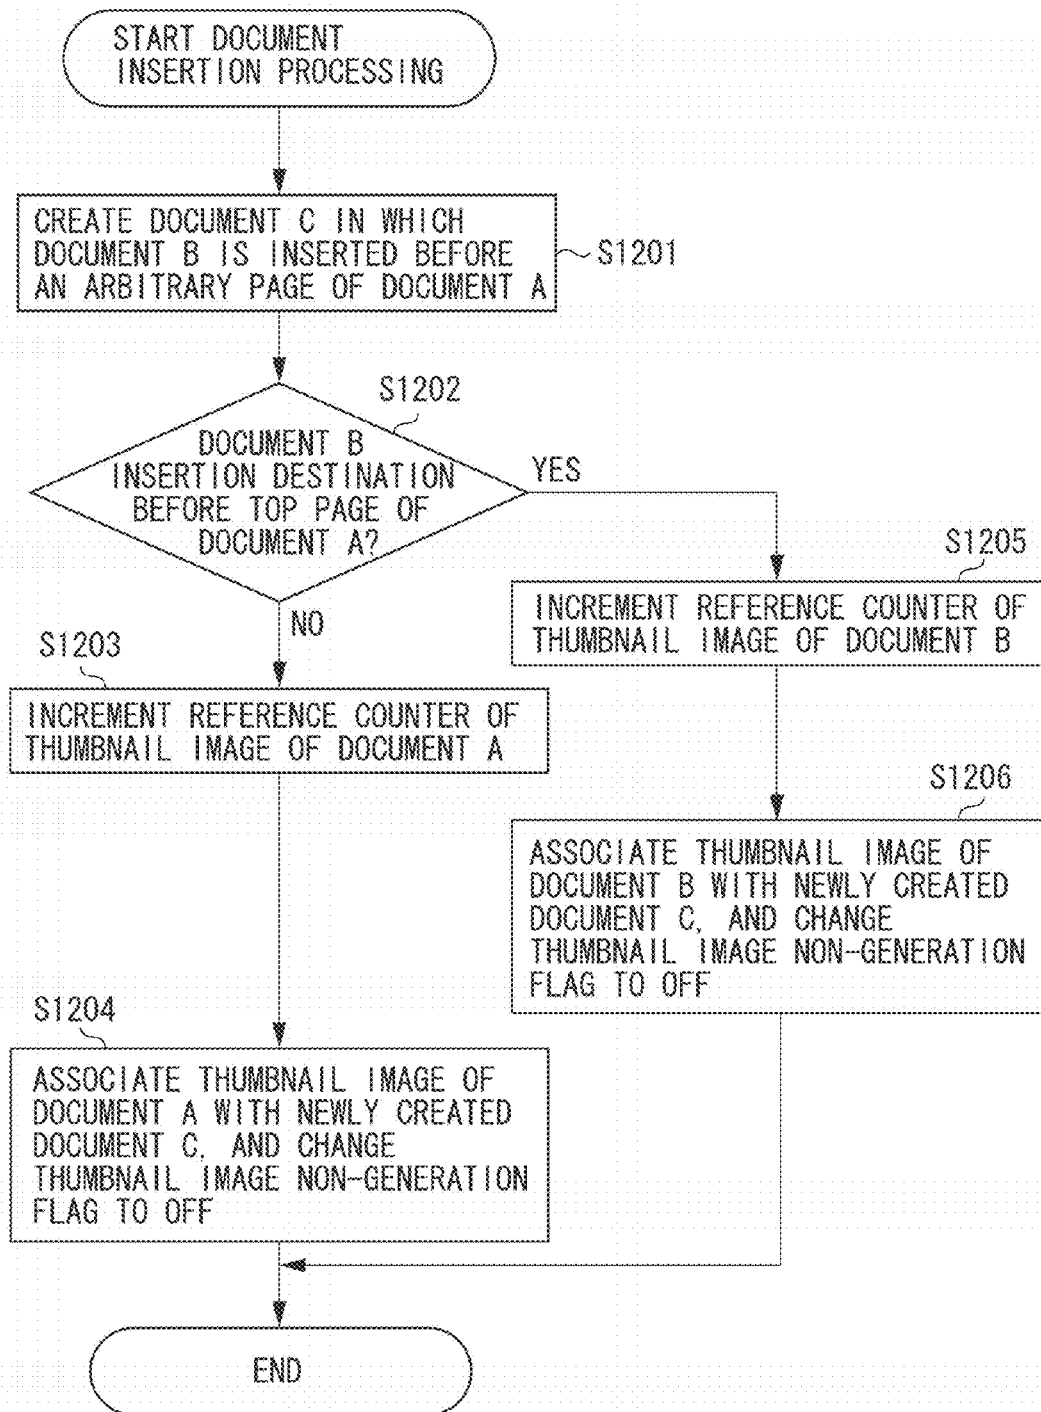 START DOCUMENT
INSERTION PROCESSING
CREATE DOCUMENT C IN WHICH
DOCUMENT B IS INSERTED BEFORE
AN ARBITRARY PAGE OF DOCUMENT A
S1201
S1202
DOCUMENT B
INSERTION DESTINATION
BEFORE TOP PAGE OF
DOCUMENT A?
YES
NO
S1203
INCREMENT REFERENCE COUNTER OF
THUMBNAIL IMAGE OF DOCUMENT A
S1204
ASSOCIATE THUMBNAIL IMAGE OF
DOCUMENT A WITH NEWLY CREATED
DOCUMENT C, AND CHANGE
THUMBNAIL IMAGE NON-GENERATION
FLAG TO OFF
S1205
INCREMENT REFERENCE COUNTER OF
THUMBNAIL IMAGE OF DOCUMENT B
S1206
ASSOCIATE THUMBNAIL IMAGE OF
DOCUMENT B WITH NEWLY CREATED
DOCUMENT C, AND CHANGE
THUMBNAIL IMAGE NON-GENERATION
FLAG TO OFF
END